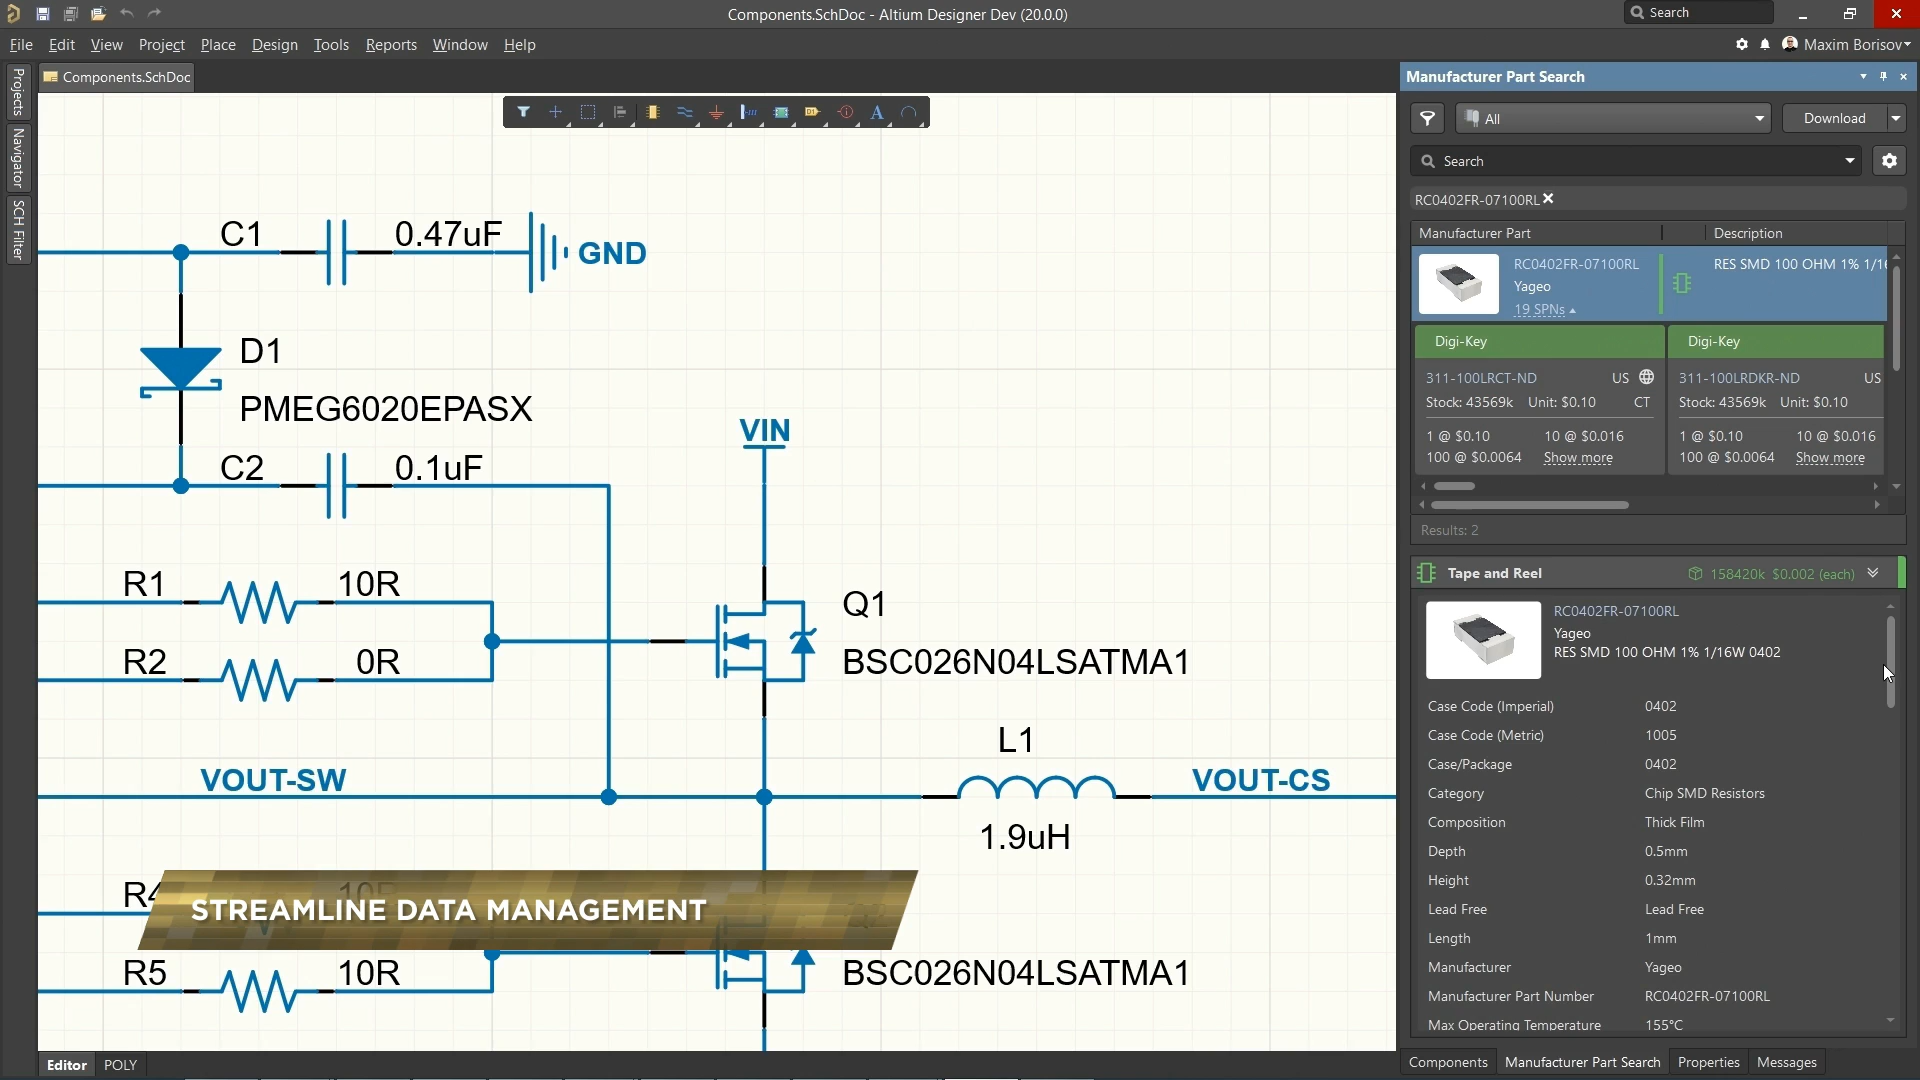 Components.SchDoc - Altium Designer Dev (20.0.0)
Search
File Edit View Project Place Design Tools Reports Window Help
Maxim Borisov
Projects
Navigator
SCH Filter
Components.SchDoc
C1
0.47uF
GND
D1
PMEG6020EPASX
C2
0.1uF
VIN
R1
10R
Q1
R2
0R
BSC026N04LSATMA1
L1
VOUT-SW
VOUT-CS
1.9uH
R4
10R
STREAMLINE DATA MANAGEMENT
R5
10R
BSC026N04LSATMA1
Editor
POLY
Manufacturer Part Search
All
Download
Search
RC0402FR-07100RL
Manufacturer Part
Description
RC0402FR-07100RL
RES SMD 100 OHM 1% 1/16
Yageo
19 SPNs
Digi-Key
311-100LRCT-ND US
Stock: 43569k Unit: $0.10 CT
1 @ $0.10 10 @ $0.016
100 @ $0.0064 Show more
Digi-Key
311-100LRDKR-ND US
Stock: 43569k Unit: $0.10
1 @ $0.10 10 @ $0.016
100 @ $0.0064 Show more
Results: 2
Tape and Reel 158420k $0.002 (each)
RC0402FR-07100RL
Yageo
RES SMD 100 OHM 1% 1/16W 0402
Case Code (Imperial) 0402
Case Code (Metric) 1005
Case/Package 0402
Category Chip SMD Resistors
Composition Thick Film
Depth 0.5mm
Height 0.32mm
Lead Free Lead Free
Length 1mm
Manufacturer Yageo
Manufacturer Part Number RC0402FR-07100RL
Max Operating Temperature 155°C
Components Manufacturer Part Search Properties Messages